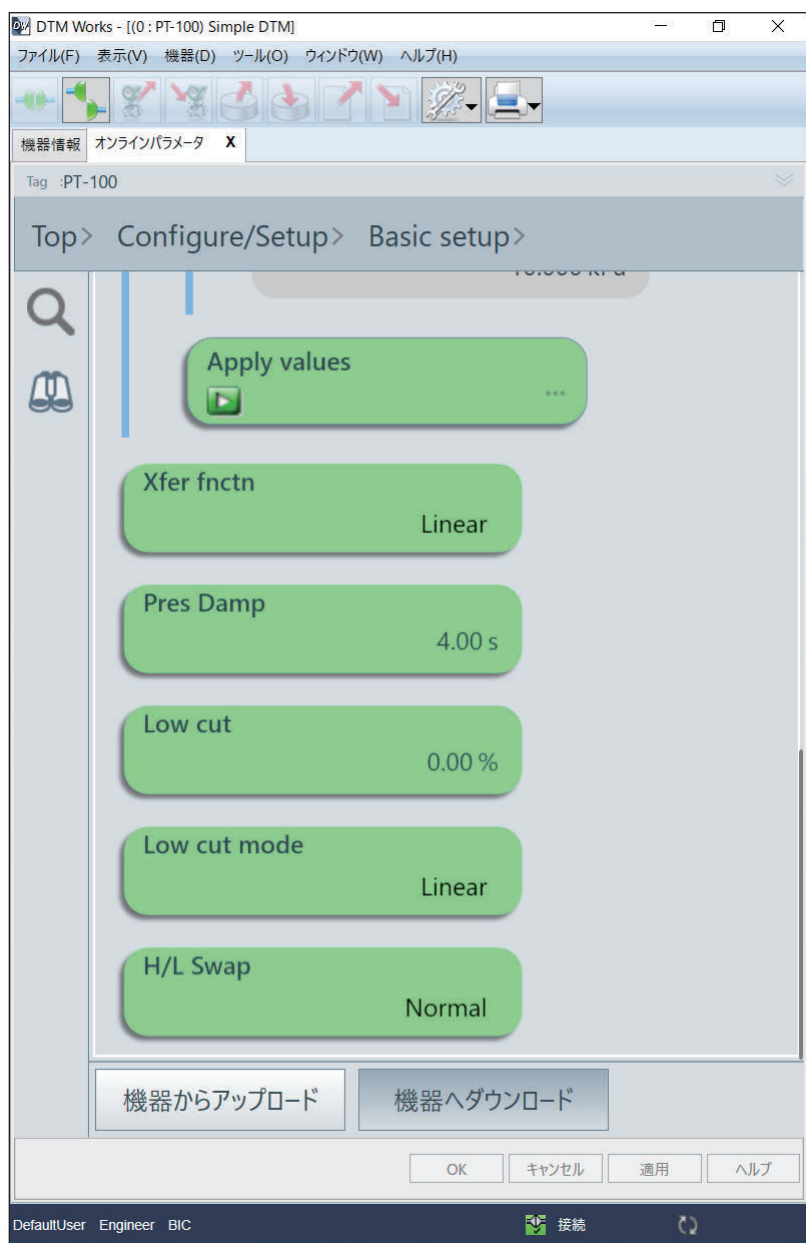 DTM Works - [(0 : PT-100) Simple DTM]
ファイル(F) 表示(V) 機器(D) ツール(O) ウィンドウ(W) ヘルプ(H)
機器情報 オンラインパラメータ X
Tag :PT-100
Top> Configure/Setup> Basic setup>
Apply values
...
Xfer fnctn
Linear
Pres Damp
4.00 s
Low cut
0.00 %
Low cut mode
Linear
H/L Swap
Normal
機器からアップロード 機器へダウンロード
OK キャンセル 適用 ヘルプ
DefaultUser Engineer BIC 接続